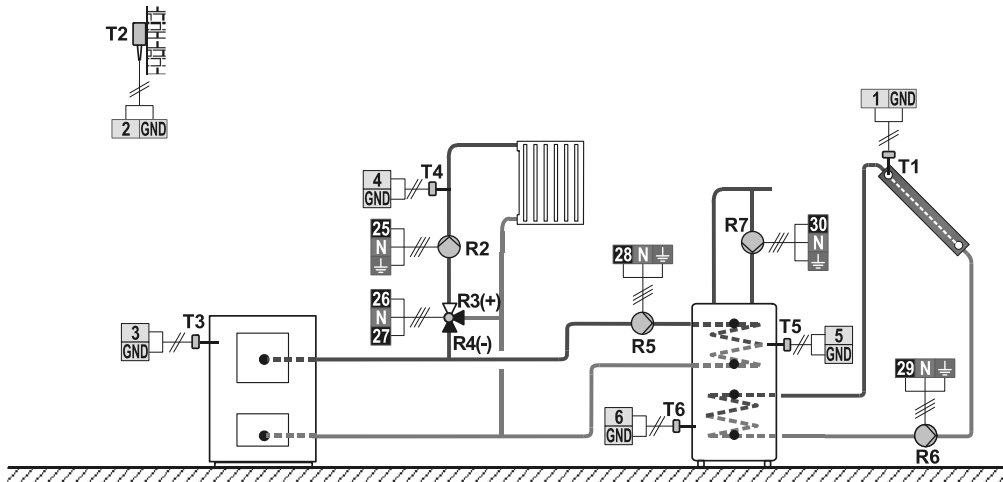 T2
2 GND
1 GND
T1
4
GND
T4
25
N
R2
26
N
27
R3(+)
R4(-)
28 N
R5
R7
30
N
3
GND
T3
T5
5
GND
6
GND
T6
29 N
R6